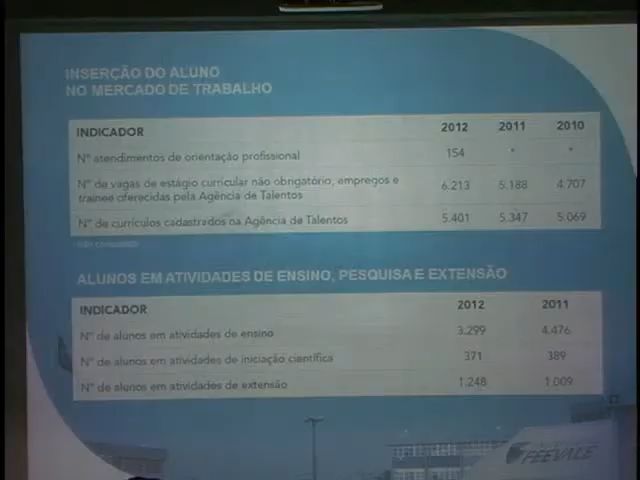 INSERÇÃO DO ALUNO
NO MERCADO DE TRABALHO
INDICADOR 2012 2011 2010
Nº atendimentos de orientação profissional 154 * *
Nº de vagas de estágio curricular não obrigatório, empregos e
trainee oferecidas pela Agência de Talentos 6.213 5.188 4.707
Nº de currículos cadastrados na Agência de Talentos 5.401 5.347 5.069
ALUNOS EM ATIVIDADES DE ENSINO, PESQUISA E EXTENSÃO
INDICADOR 2012 2011
Nº de alunos em atividades de ensino 3.299 4.476
Nº de alunos em atividades de iniciação científica 371 389
Nº de alunos em atividades de extensão 1.248 1.009
FEEVALE